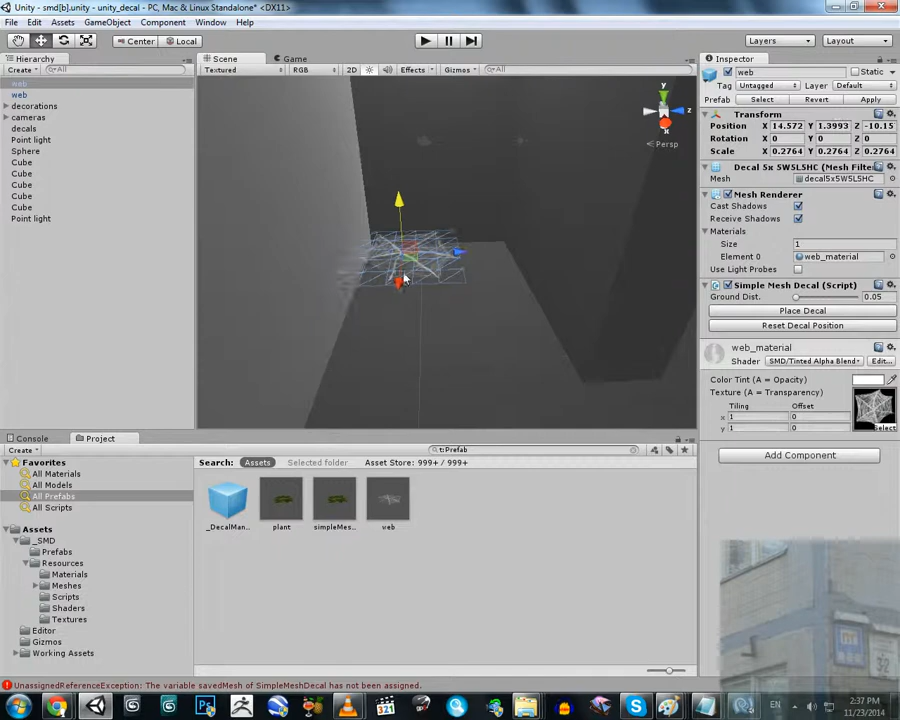 Unity - smd[b].unity - unity_decal - PC, Mac & Linux Standalone* <DX11>
File Edit Assets GameObject Component Window Help
Center Local Layers Layout
Hierarchy Scene Game Inspector
Create All Textured RGB 2D Effects Gizmos All web Static
web
web
decorations
cameras
decals
Point light
Sphere
Cube
Cube
Cube
Cube
Cube
Point light
y
z
x
Persp
Tag Untagged Layer Default
Prefab Select Revert Apply
Transform
Position X 14.572 Y 1.3993 Z -10.15
Rotation X 0 Y 0 Z 0
Scale X 0.2764 Y 0.2764 Z 0.2764
Decal 5x SWSLSHC (Mesh Filter)
Mesh decal5x5WSLSHC
Mesh Renderer
Cast Shadows
Receive Shadows
Materials
Size 1
Element 0 web_material
Use Light Probes
Simple Mesh Decal (Script)
Ground Dist. 0.05
Place Decal
Reset Decal Position
web_material
Shader SMD/Tinted Alpha Blend Edit...
Color Tint (A = Opacity)
Texture (A = Transparency)
Tiling Offset
x 1 0
y 1 0
Select
Add Component
Console Project
Create t:Prefab
Favorites
All Materials
All Models
All Prefabs
All Scripts
Assets
_SMD
Prefabs
Resources
Materials
Meshes
Scripts
Shaders
Textures
Editor
Gizmos
Working Assets
Search: Assets Selected folder Asset Store: 999+ / 999+
_DecalMan... plant simpleMes... web
32
UnassignedReferenceException: The variable savedMesh of SimpleMeshDecal has not been assigned.
321
EN
2:37 PM
11/23/2014